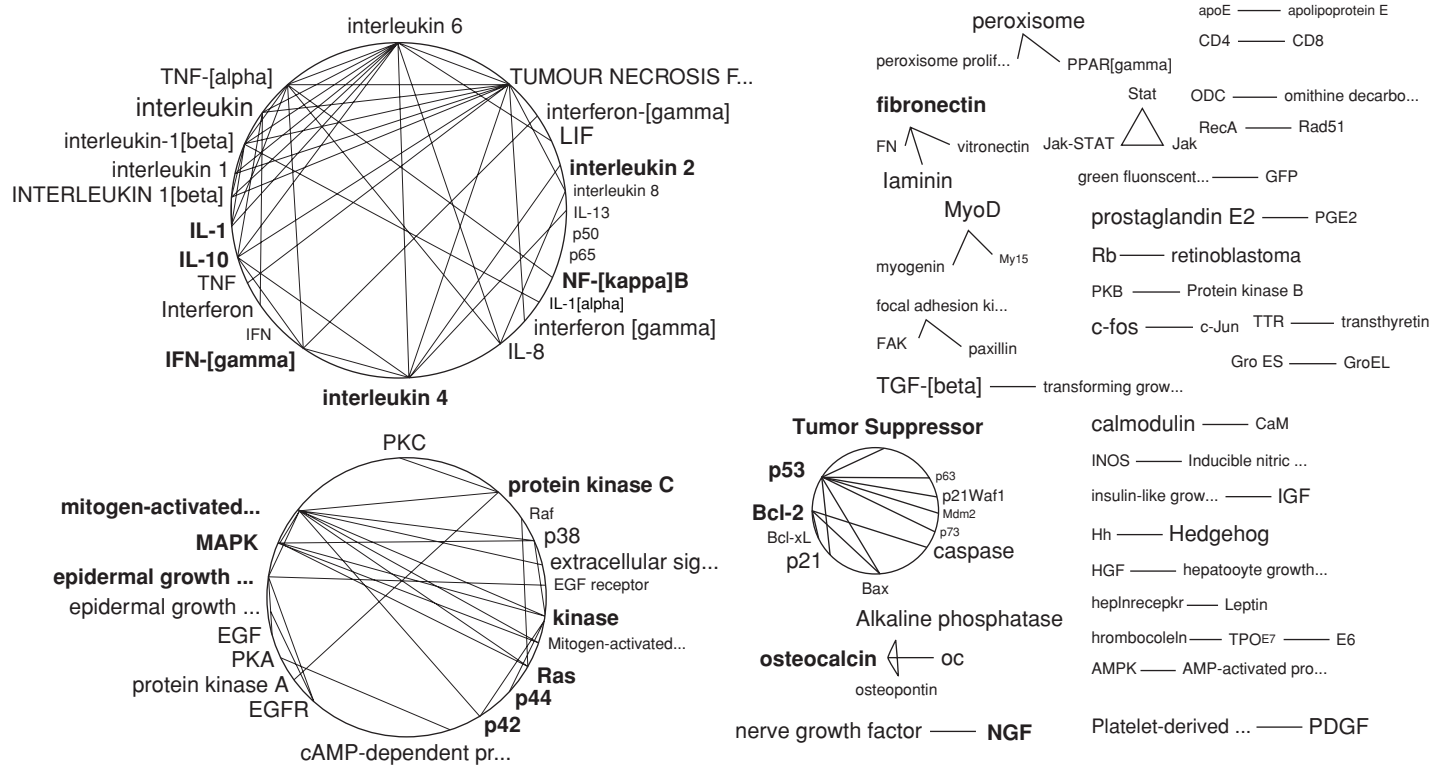 interleukin 6
TNF-[alpha]
TUMOUR NECROSIS F...
interleukin
interferon-[gamma]
LIF
interleukin-1[beta]
interleukin 2
interleukin 1
interleukin 8
INTERLEUKIN 1[beta]
IL-13
IL-1
p50
IL-10
p65
TNF
NF-[kappa]B
Interferon
IL-1[alpha]
IFN
interferon [gamma]
IFN-[gamma]
IL-8
interleukin 4
PKC
protein kinase C
mitogen-activated...
Raf
MAPK
p38
extracellular sig...
epidermal growth ...
EGF receptor
epidermal growth ...
kinase
EGF
Mitogen-activated...
PKA
Ras
protein kinase A
p44
EGFR
p42
cAMP-dependent pr...
peroxisome
peroxisome prolif...
PPAR[gamma]
fibronectin
FN
vitronectin
laminin
Stat
Jak-STAT
Jak
MyoD
myogenin
My15
focal adhesion ki...
FAK
paxillin
TGF-[beta] transforming grow...
Tumor Suppressor
p53
p63
p21Waf1
Bcl-2
Mdm2
Bcl-xL
p73
p21
caspase
Bax
Alkaline phosphatase
osteocalcin
OC
osteopontin
nerve growth factor NGF
apoE apolipoprotein E
CD4 CD8
ODC omithine decarbo...
RecA Rad51
green fluonscent... GFP
prostaglandin E2 PGE2
Rb retinoblastoma
PKB Protein kinase B
c-fos c-Jun
TTR transthyretin
Gro ES GroEL
calmodulin CaM
INOS Inducible nitric ...
insulin-like grow... IGF
Hh Hedgehog
HGF hepatooyte growth...
heplnrecepkr Leptin
hrombocoleln TPOE7 E6
AMPK AMP-activated pro...
Platelet-derived ... PDGF